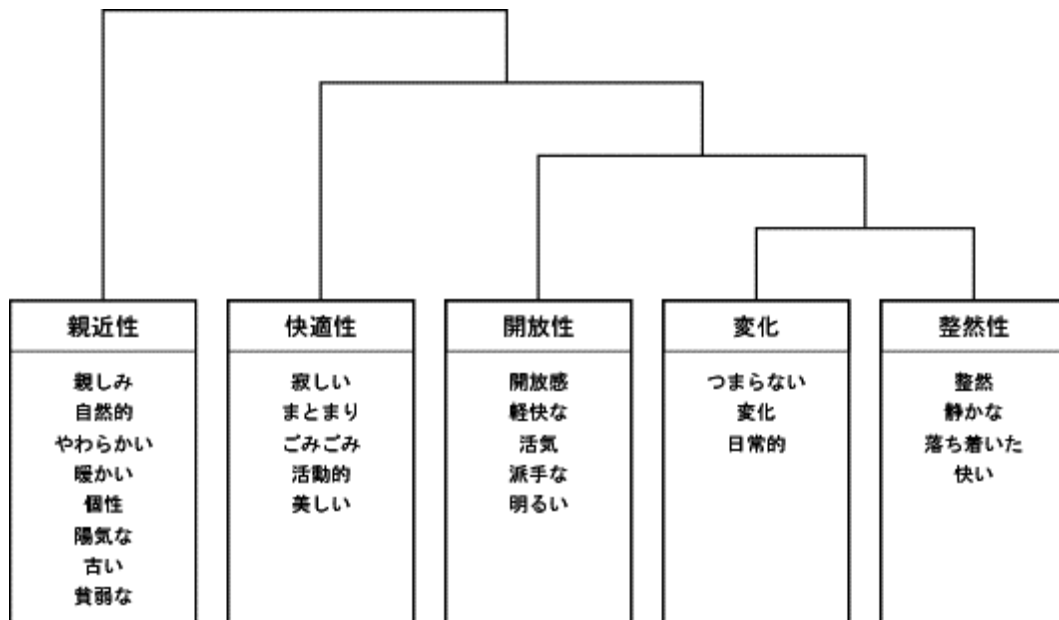 親近性
親しみ
自然的
やわらかい
暖かい
個性
陽気な
古い
貧弱な
快適性
寂しい
まとまり
ごみごみ
活動的
美しい
開放性
開放感
軽快な
活気
派手な
明るい
変化
つまらない
変化
日常的
整然性
整然
静かな
落ち着いた
快い